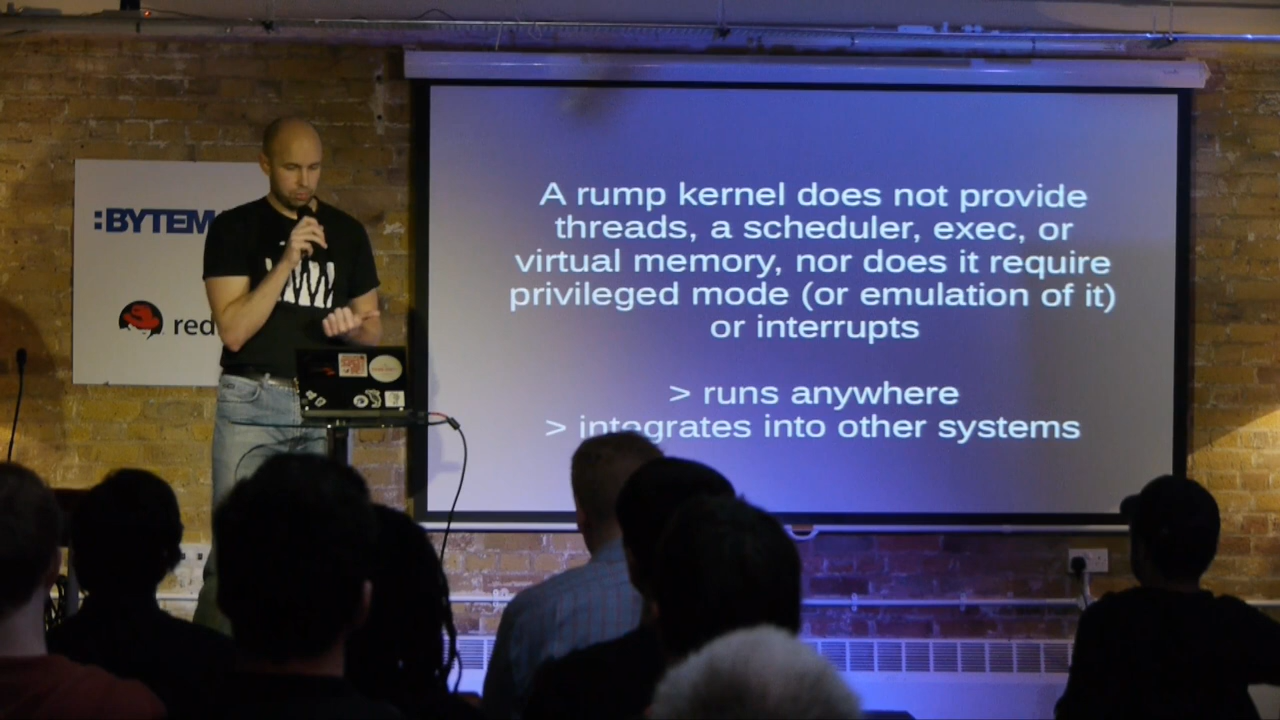 :BYTEM
red
A rump kernel does not provide
threads, a scheduler, exec, or
virtual memory, nor does it require
privileged mode (or emulation of it)
or interrupts
> runs anywhere
> integrates into other systems